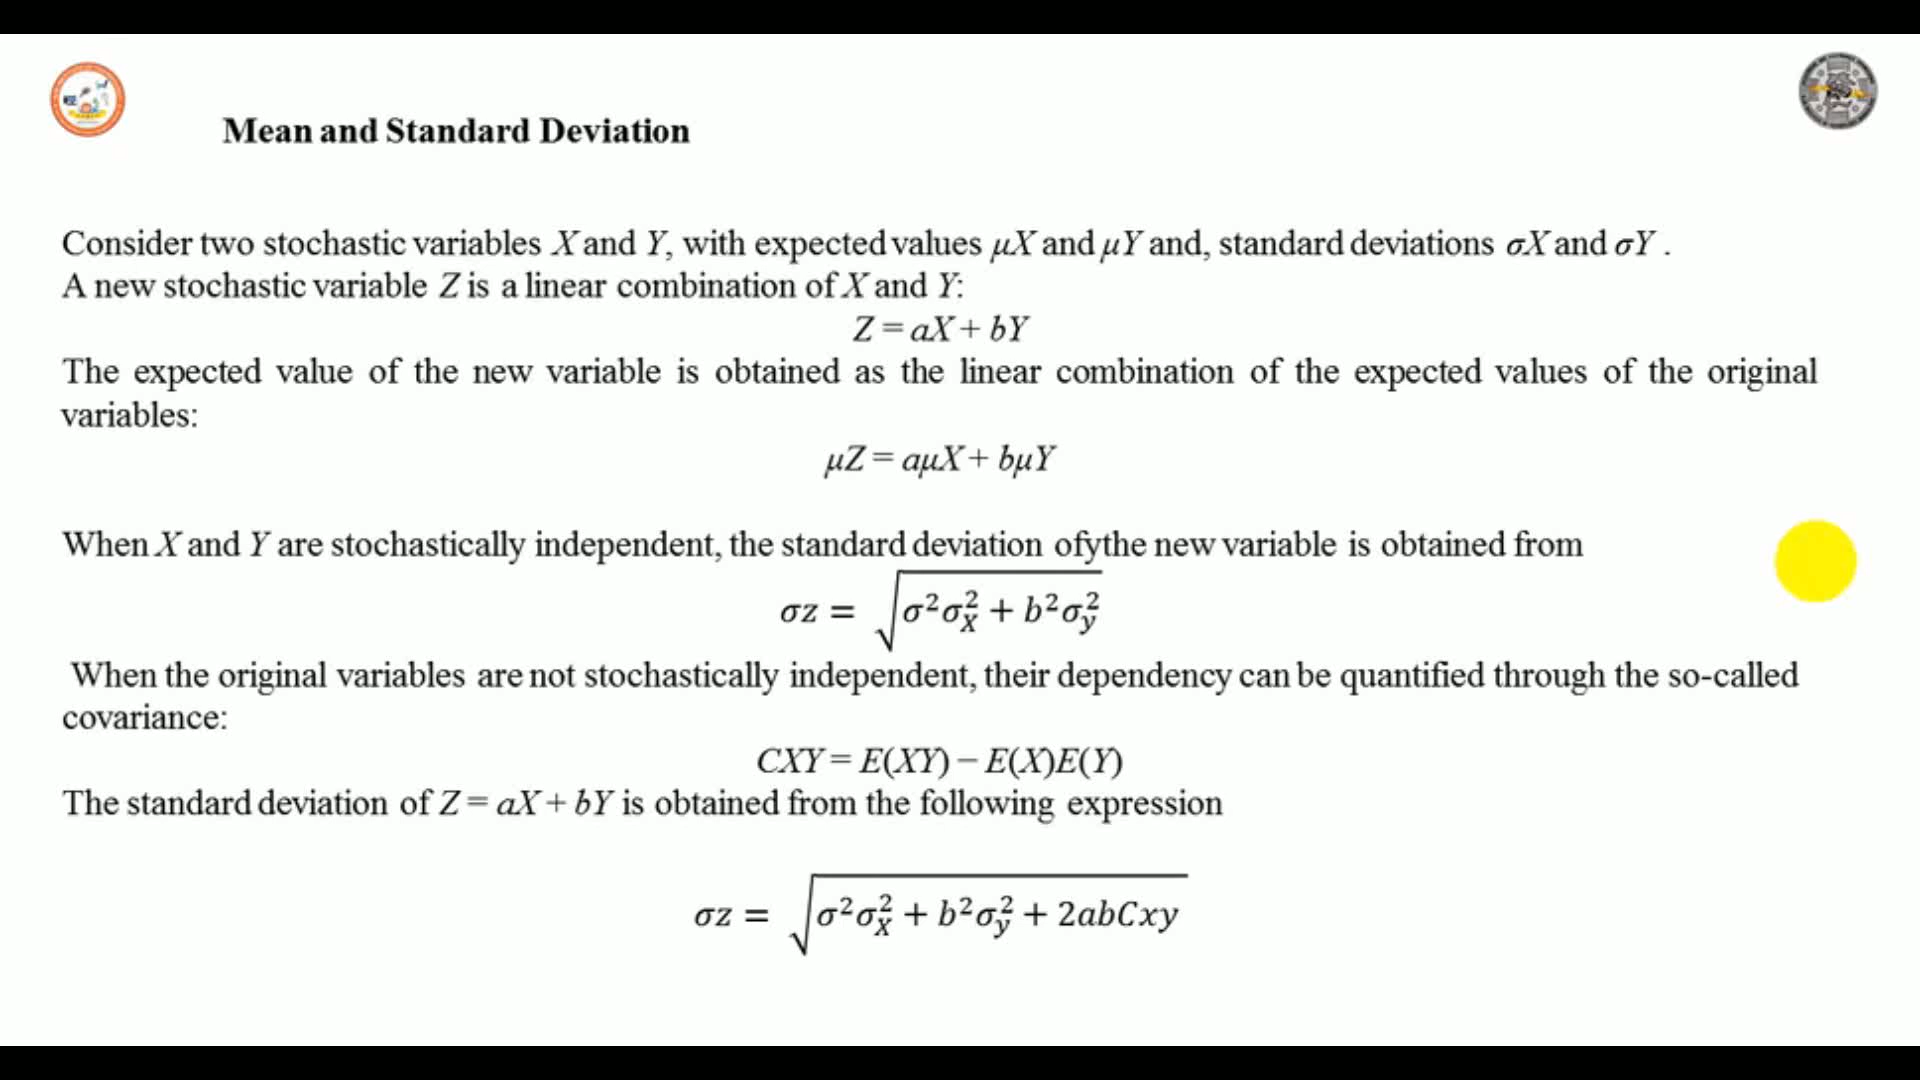 Mean and Standard Deviation
Consider two stochastic variables X and Y, with expected values μX and μY and, standard deviations σX and σY .
A new stochastic variable Z is a linear combination of X and Y:
Z = aX + bY
The expected value of the new variable is obtained as the linear combination of the expected values of the original
variables:
μZ = aμX + bμY
When X and Y are stochastically independent, the standard deviation ofythe new variable is obtained from
σz = √(σ²σ_x² + b²σ_y²)
When the original variables are not stochastically independent, their dependency can be quantified through the so-called
covariance:
CXY = E(XY) − E(X)E(Y)
The standard deviation of Z = aX + bY is obtained from the following expression
σz = √(σ²σ_x² + b²σ_y² + 2abCxy)